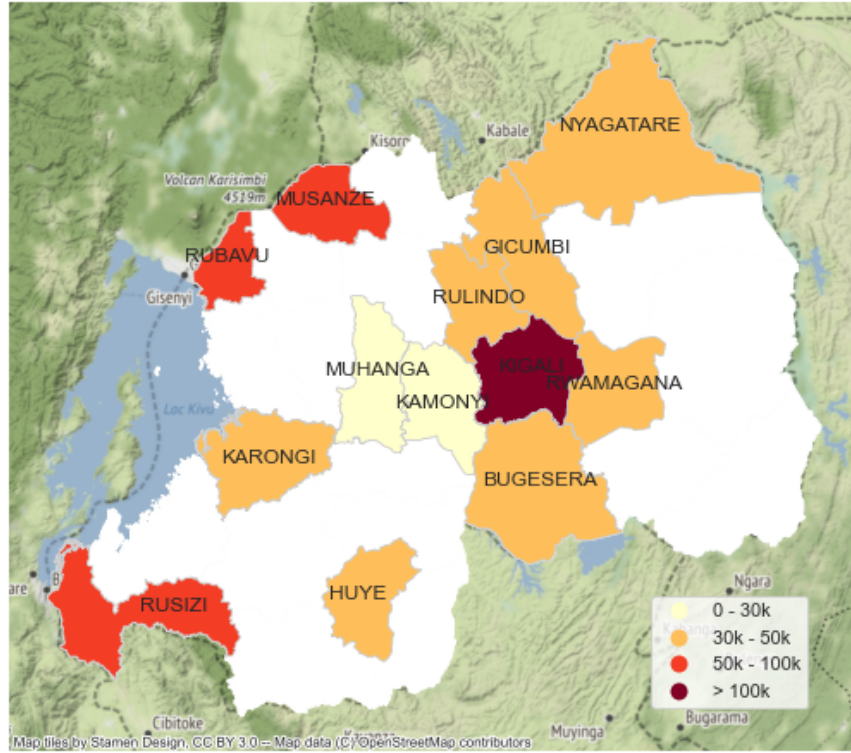 NYAGATARE
Kabale
Kisoro
Volcan Karisimbi
4519m
MUSANZE
GICUMBI
RUBAVU
Gisenyi
RULINDO
MUHANGA
KIGALI
RWAMAGANA
KAMONY
Lac Kivu
KARONGI
BUGESERA
HUYE
RUSIZI
Ngara
0 - 30k
30k - 50k
50k - 100k
> 100k
Bugarama
Muyinga
Cibitoke
Map tiles by Stamen Design, CC BY 3.0 -- Map data (C) OpenStreetMap contributors